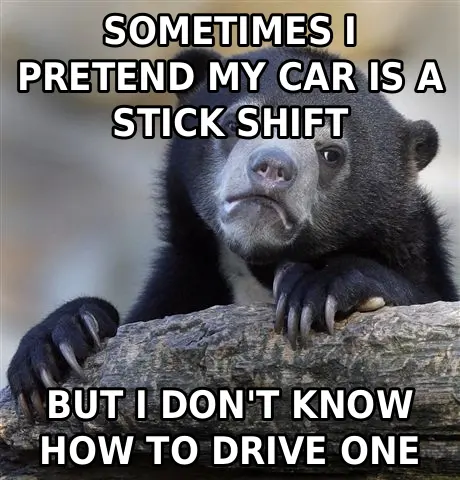 SOMETIMES I
PRETEND MY CAR IS A
STICK SHIFT
BUT I DON'T KNOW
HOW TO DRIVE ONE